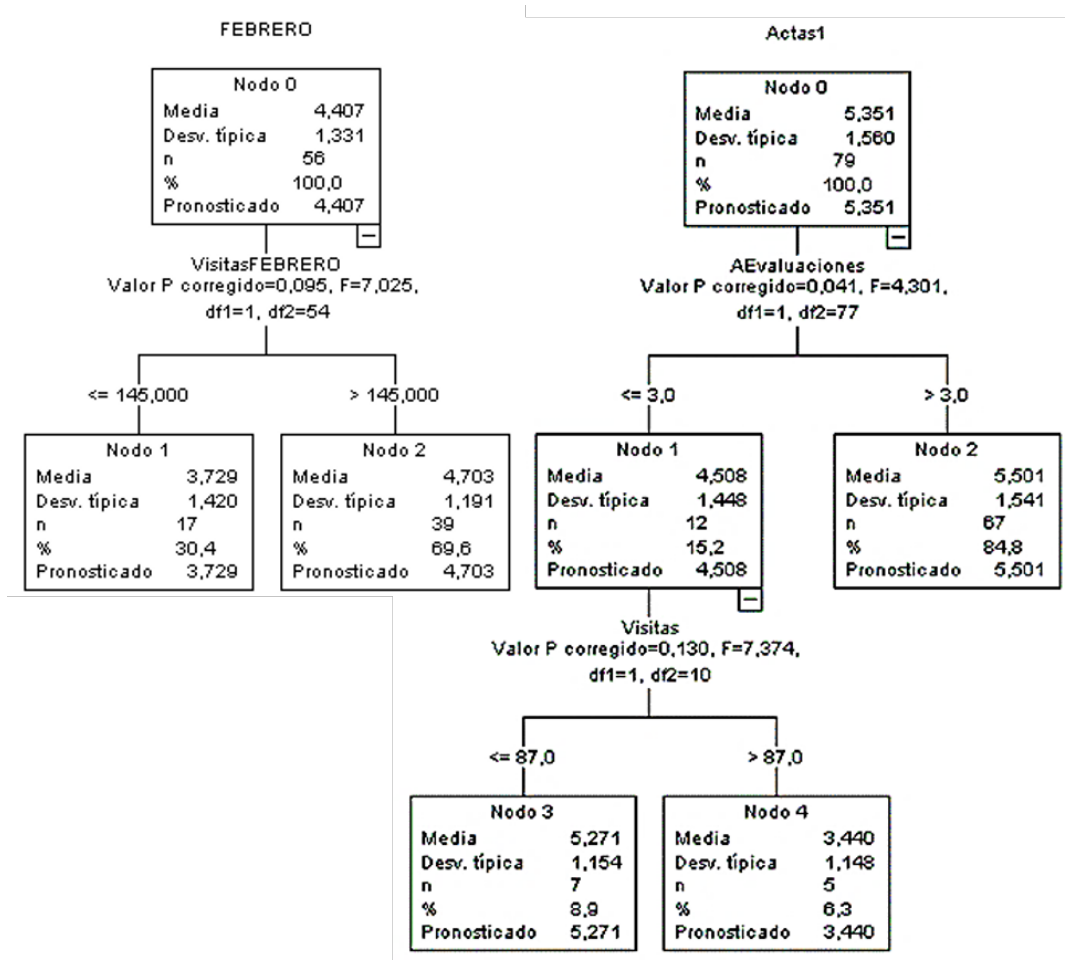 FEBRERO
Nodo 0
Media 4,407
Desv. típica 1,331
n 56
% 100,0
Pronosticado 4,407
VisitasFEBRERO
Valor P corregido=0,095, F=7,025,
df1=1, df2=54
<= 145,000
> 145,000
Nodo 1
Media 3,729
Desv. típica 1,420
n 17
% 30,4
Pronosticado 3,729
Nodo 2
Media 4,703
Desv. típica 1,191
n 39
% 69,6
Pronosticado 4,703
Actas1
Nodo 0
Media 5,351
Desv. típica 1,560
n 79
% 100,0
Pronosticado 5,351
AEvaluaciones
Valor P corregido=0,041, F=4,301,
df1=1, df2=77
<= 3,0
> 3,0
Nodo 1
Media 4,508
Desv. típica 1,448
n 12
% 15,2
Pronosticado 4,508
Nodo 2
Media 5,501
Desv. típica 1,541
n 67
% 84,8
Pronosticado 5,501
Visitas
Valor P corregido=0,130, F=7,374,
df1=1, df2=10
<= 87,0
> 87,0
Nodo 3
Media 5,271
Desv. típica 1,154
n 7
% 8,9
Pronosticado 5,271
Nodo 4
Media 3,440
Desv. típica 1,148
n 5
% 6,3
Pronosticado 3,440